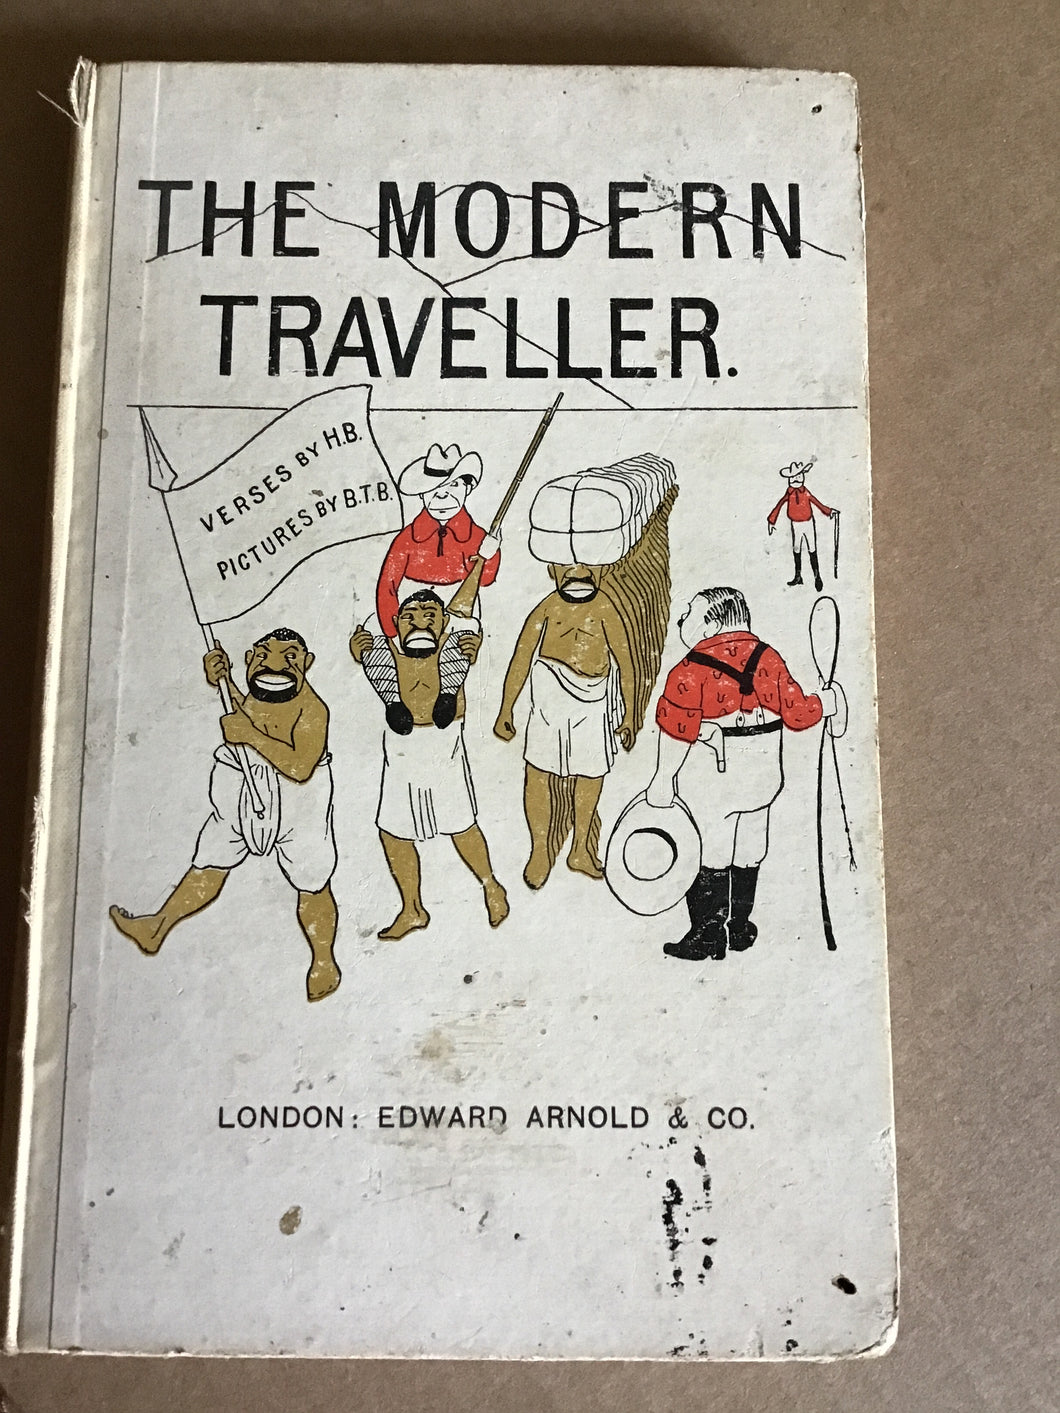 THE MODERN
TRAVELLER.
VERSES BY H.B.
PICTURES BY B.T.B.
LONDON: EDWARD ARNOLD & CO.